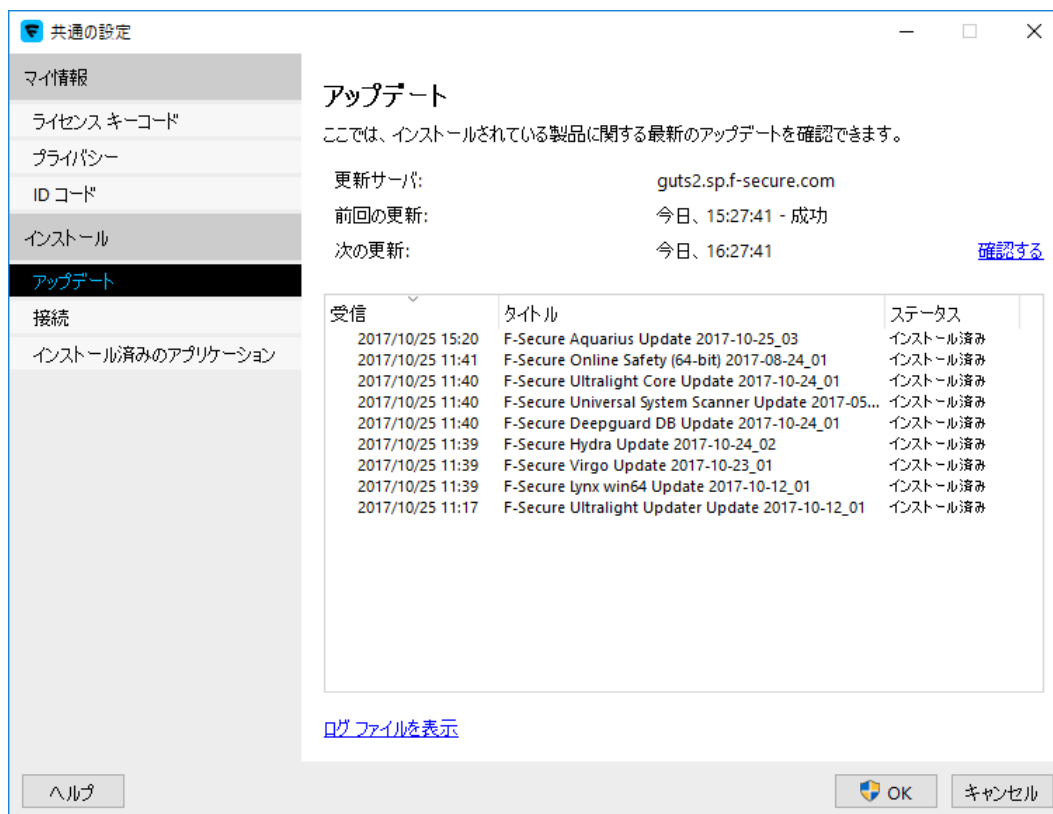 共通の設定
マイ情報
ライセンス キーコード
プライバシー
ID コード
インストール
アップデート
接続
インストール済みのアプリケーション
アップデート
ここでは、インストールされている製品に関する最新のアップデートを確認できます。
更新サーバ: guts2.sp.f-secure.com
前回の更新: 今日、15:27:41 - 成功
次の更新: 今日、16:27:41 確認する
受信 タイトル ステータス
2017/10/25 15:20 F-Secure Aquarius Update 2017-10-25_03 インストール済み
2017/10/25 11:41 F-Secure Online Safety (64-bit) 2017-08-24_01 インストール済み
2017/10/25 11:40 F-Secure Ultralight Core Update 2017-10-24_01 インストール済み
2017/10/25 11:40 F-Secure Universal System Scanner Update 2017-05... インストール済み
2017/10/25 11:40 F-Secure Deepguard DB Update 2017-10-24_01 インストール済み
2017/10/25 11:39 F-Secure Hydra Update 2017-10-24_02 インストール済み
2017/10/25 11:39 F-Secure Virgo Update 2017-10-23_01 インストール済み
2017/10/25 11:39 F-Secure Lynx win64 Update 2017-10-12_01 インストール済み
2017/10/25 11:17 F-Secure Ultralight Updater Update 2017-10-12_01 インストール済み
ログ ファイルを表示
ヘルプ OK キャンセル